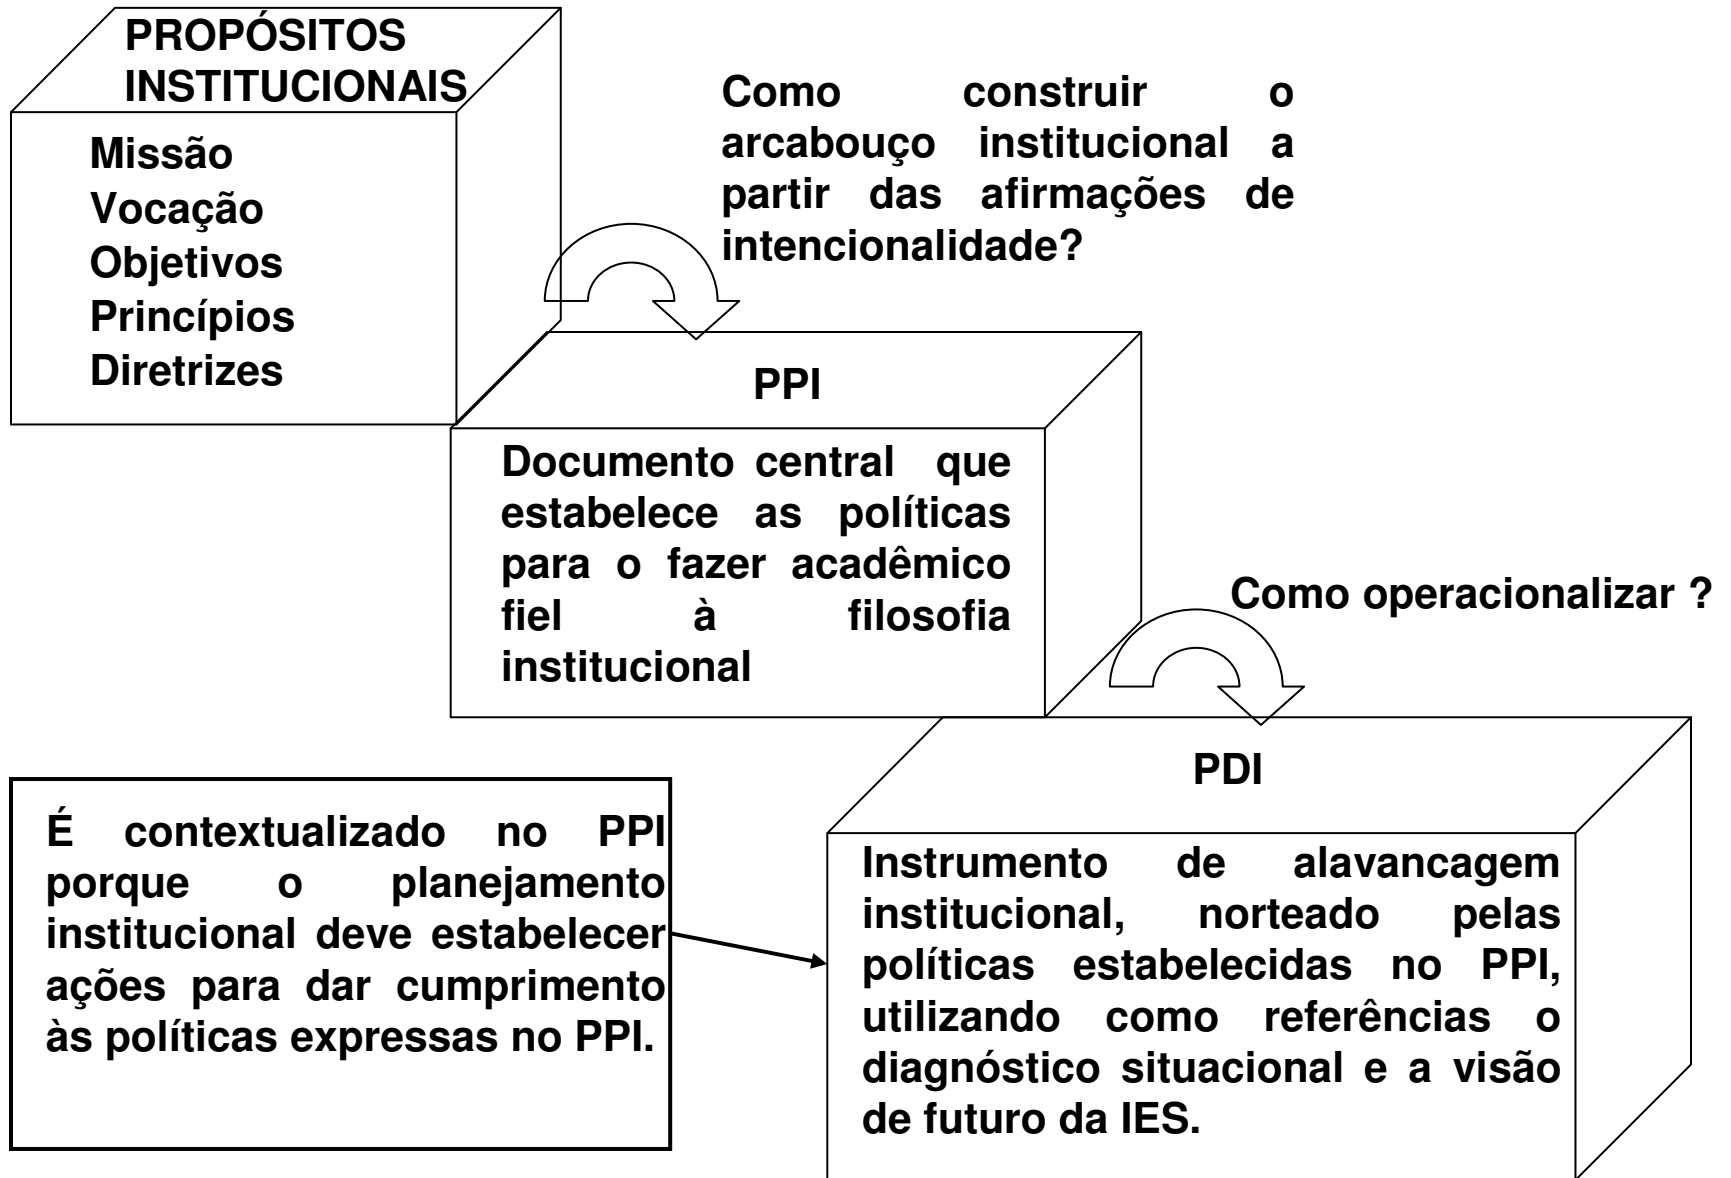 PROPÓSITOS
INSTITUCIONAIS
Missão
Vocação
Objetivos
Princípios
Diretrizes
Como construir o
arcabouço institucional a
partir das afirmações de
intencionalidade?
PPI
Documento central que
estabelece as políticas
para o fazer acadêmico
fiel à filosofia
institucional
Como operacionalizar ?
PDI
É contextualizado no PPI
porque o planejamento
institucional deve estabelecer
ações para dar cumprimento
às políticas expressas no PPI.
Instrumento de alavancagem
institucional, norteado pelas
políticas estabelecidas no PPI,
utilizando como referências o
diagnóstico situacional e a visão
de futuro da IES.